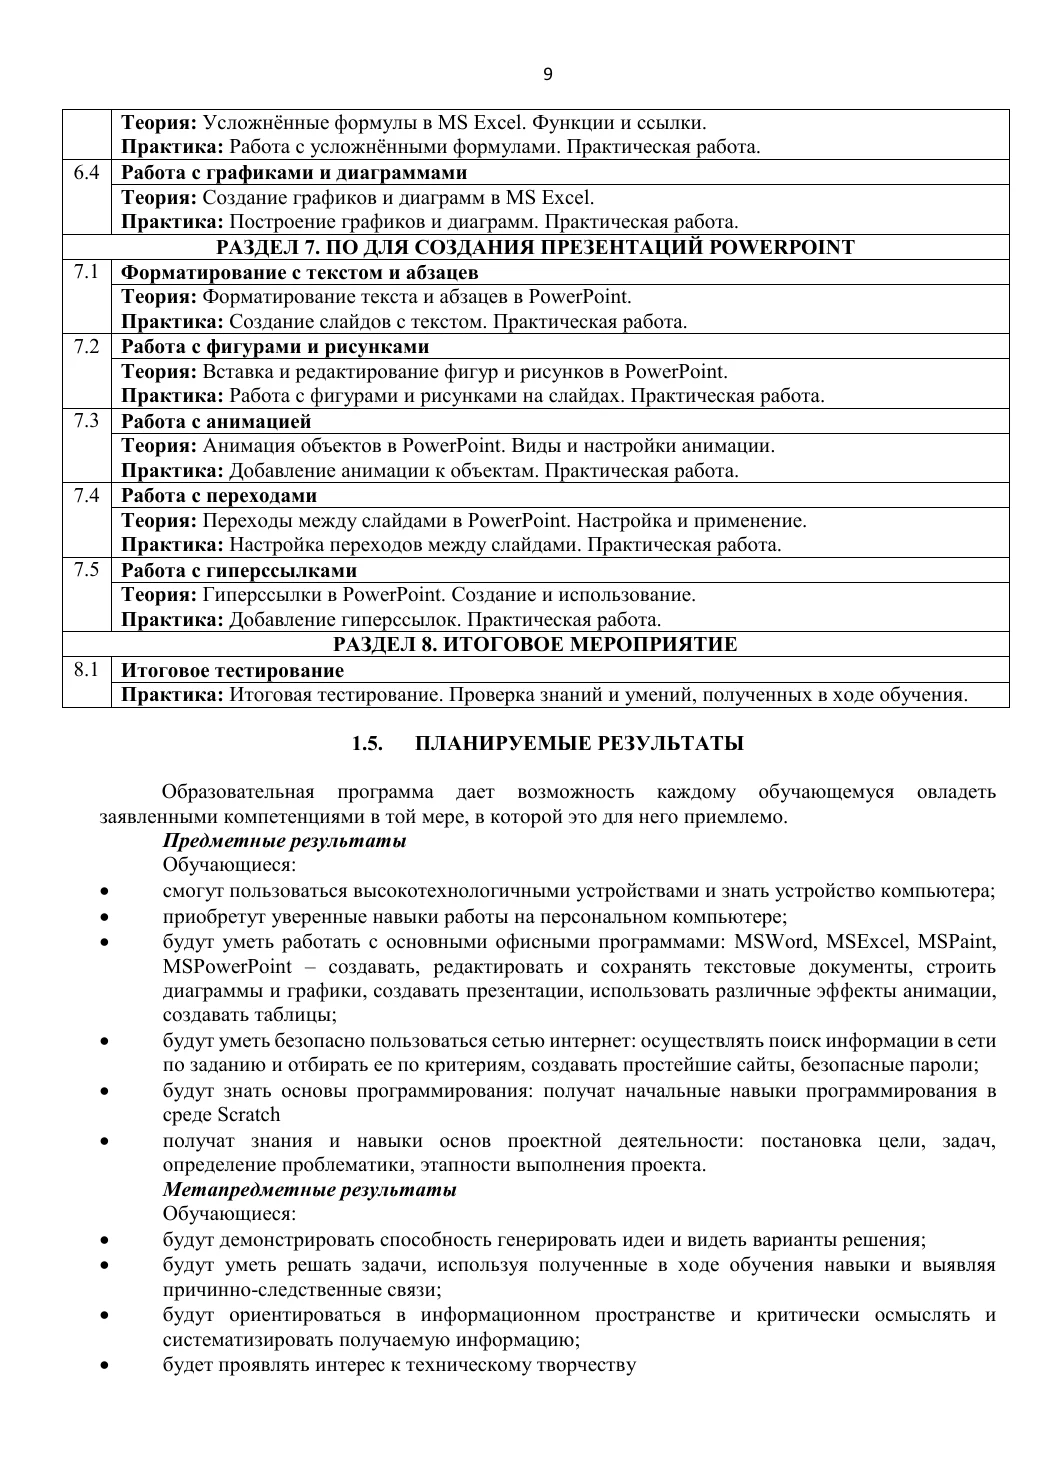 9
Теория: Усложнённые формулы в MS Excel. Функции и ссылки.
Практика: Работа с усложнёнными формулами. Практическая работа.
6.4 Работа с графиками и диаграммами
Теория: Создание графиков и диаграмм в MS Excel.
Практика: Построение графиков и диаграмм. Практическая работа.
РАЗДЕЛ 7. ПО ДЛЯ СОЗДАНИЯ ПРЕЗЕНТАЦИЙ POWERPOINT
7.1 Форматирование с текстом и абзацев
Теория: Форматирование текста и абзацев в PowerPoint.
Практика: Создание слайдов с текстом. Практическая работа.
7.2 Работа с фигурами и рисунками
Теория: Вставка и редактирование фигур и рисунков в PowerPoint.
Практика: Работа с фигурами и рисунками на слайдах. Практическая работа.
7.3 Работа с анимацией
Теория: Анимация объектов в PowerPoint. Виды и настройки анимации.
Практика: Добавление анимации к объектам. Практическая работа.
7.4 Работа с переходами
Теория: Переходы между слайдами в PowerPoint. Настройка и применение.
Практика: Настройка переходов между слайдами. Практическая работа.
7.5 Работа с гиперссылками
Теория: Гиперссылки в PowerPoint. Создание и использование.
Практика: Добавление гиперссылок. Практическая работа.
РАЗДЕЛ 8. ИТОГОВОЕ МЕРОПРИЯТИЕ
8.1 Итоговое тестирование
Практика: Итоговая тестирование. Проверка знаний и умений, полученных в ходе обучения.
1.5. ПЛАНИРУЕМЫЕ РЕЗУЛЬТАТЫ
Образовательная программа дает возможность каждому обучающемуся овладеть
заявленными компетенциями в той мере, в которой это для него приемлемо.
Предметные результаты
Обучающиеся:
• смогут пользоваться высокотехнологичными устройствами и знать устройство компьютера;
• приобретут уверенные навыки работы на персональном компьютере;
• будут уметь работать с основными офисными программами: MSWord, MSExcel, MSPaint,
MSPowerPoint – создавать, редактировать и сохранять текстовые документы, строить
диаграммы и графики, создавать презентации, использовать различные эффекты анимации,
создавать таблицы;
• будут уметь безопасно пользоваться сетью интернет: осуществлять поиск информации в сети
по заданию и отбирать ее по критериям, создавать простейшие сайты, безопасные пароли;
• будут знать основы программирования: получат начальные навыки программирования в
среде Scratch
• получат знания и навыки основ проектной деятельности: постановка цели, задач,
определение проблематики, этапности выполнения проекта.
Метапредметные результаты
Обучающиеся:
• будут демонстрировать способность генерировать идеи и видеть варианты решения;
• будут уметь решать задачи, используя полученные в ходе обучения навыки и выявляя
причинно-следственные связи;
• будут ориентироваться в информационном пространстве и критически осмыслять и
систематизировать получаемую информацию;
• будет проявлять интерес к техническому творчеству